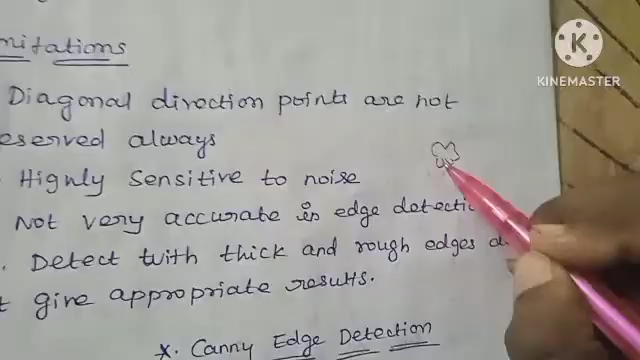 nitations
Diagonal direction points are not
eserved always
Highly sensitive to noise
Not very accurate in edge detecti
Detect with thick and rough edges d
t give appropriate results.
*. Canny Edge Detection
KINEMASTER